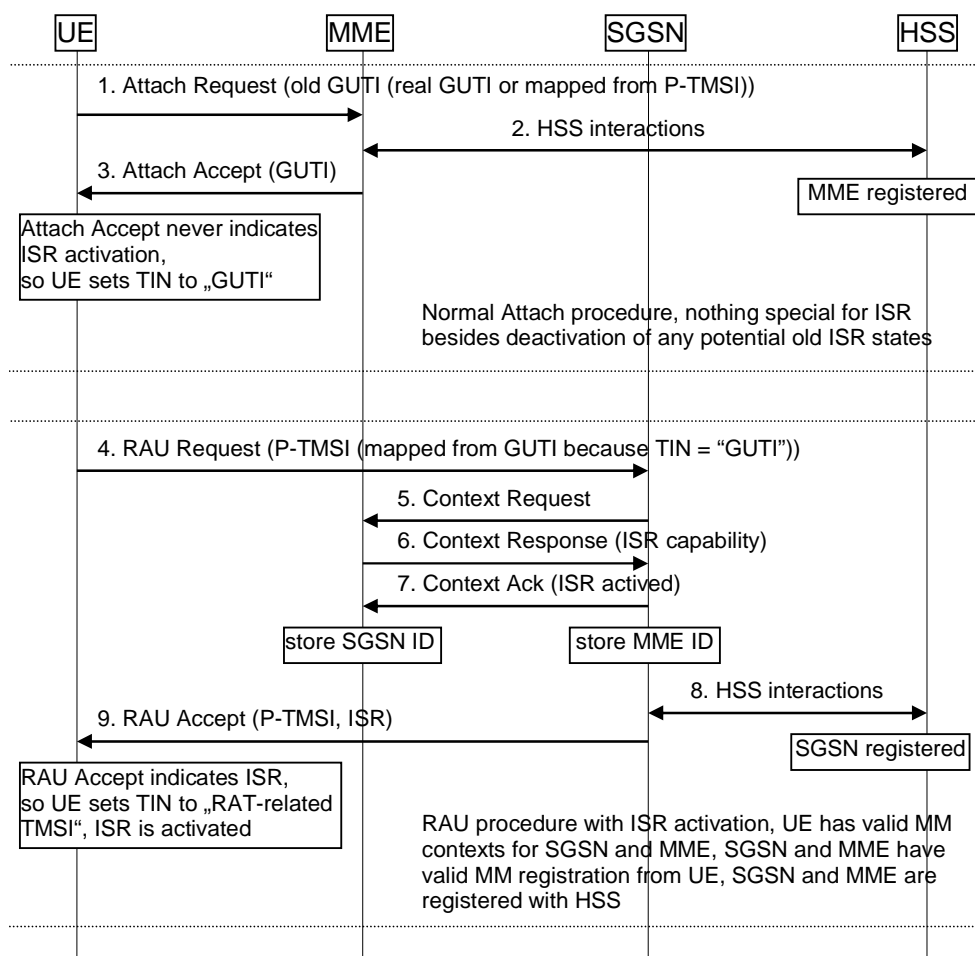 UE MME SGSN HSS
1. Attach Request (old GUTI (real GUTI or mapped from P-TMSI))
2. HSS interactions
3. Attach Accept (GUTI)
MME registered
Attach Accept never indicates
ISR activation,
so UE sets TIN to „GUTI“
Normal Attach procedure, nothing special for ISR
besides deactivation of any potential old ISR states
4. RAU Request (P-TMSI (mapped from GUTI because TIN = “GUTI”))
5. Context Request
6. Context Response (ISR capability)
7. Context Ack (ISR actived)
store SGSN ID store MME ID
8. HSS interactions
9. RAU Accept (P-TMSI, ISR)
SGSN registered
RAU Accept indicates ISR,
so UE sets TIN to „RAT-related
TMSI“, ISR is activated
RAU procedure with ISR activation, UE has valid MM
contexts for SGSN and MME, SGSN and MME have
valid MM registration from UE, SGSN and MME are
registered with HSS